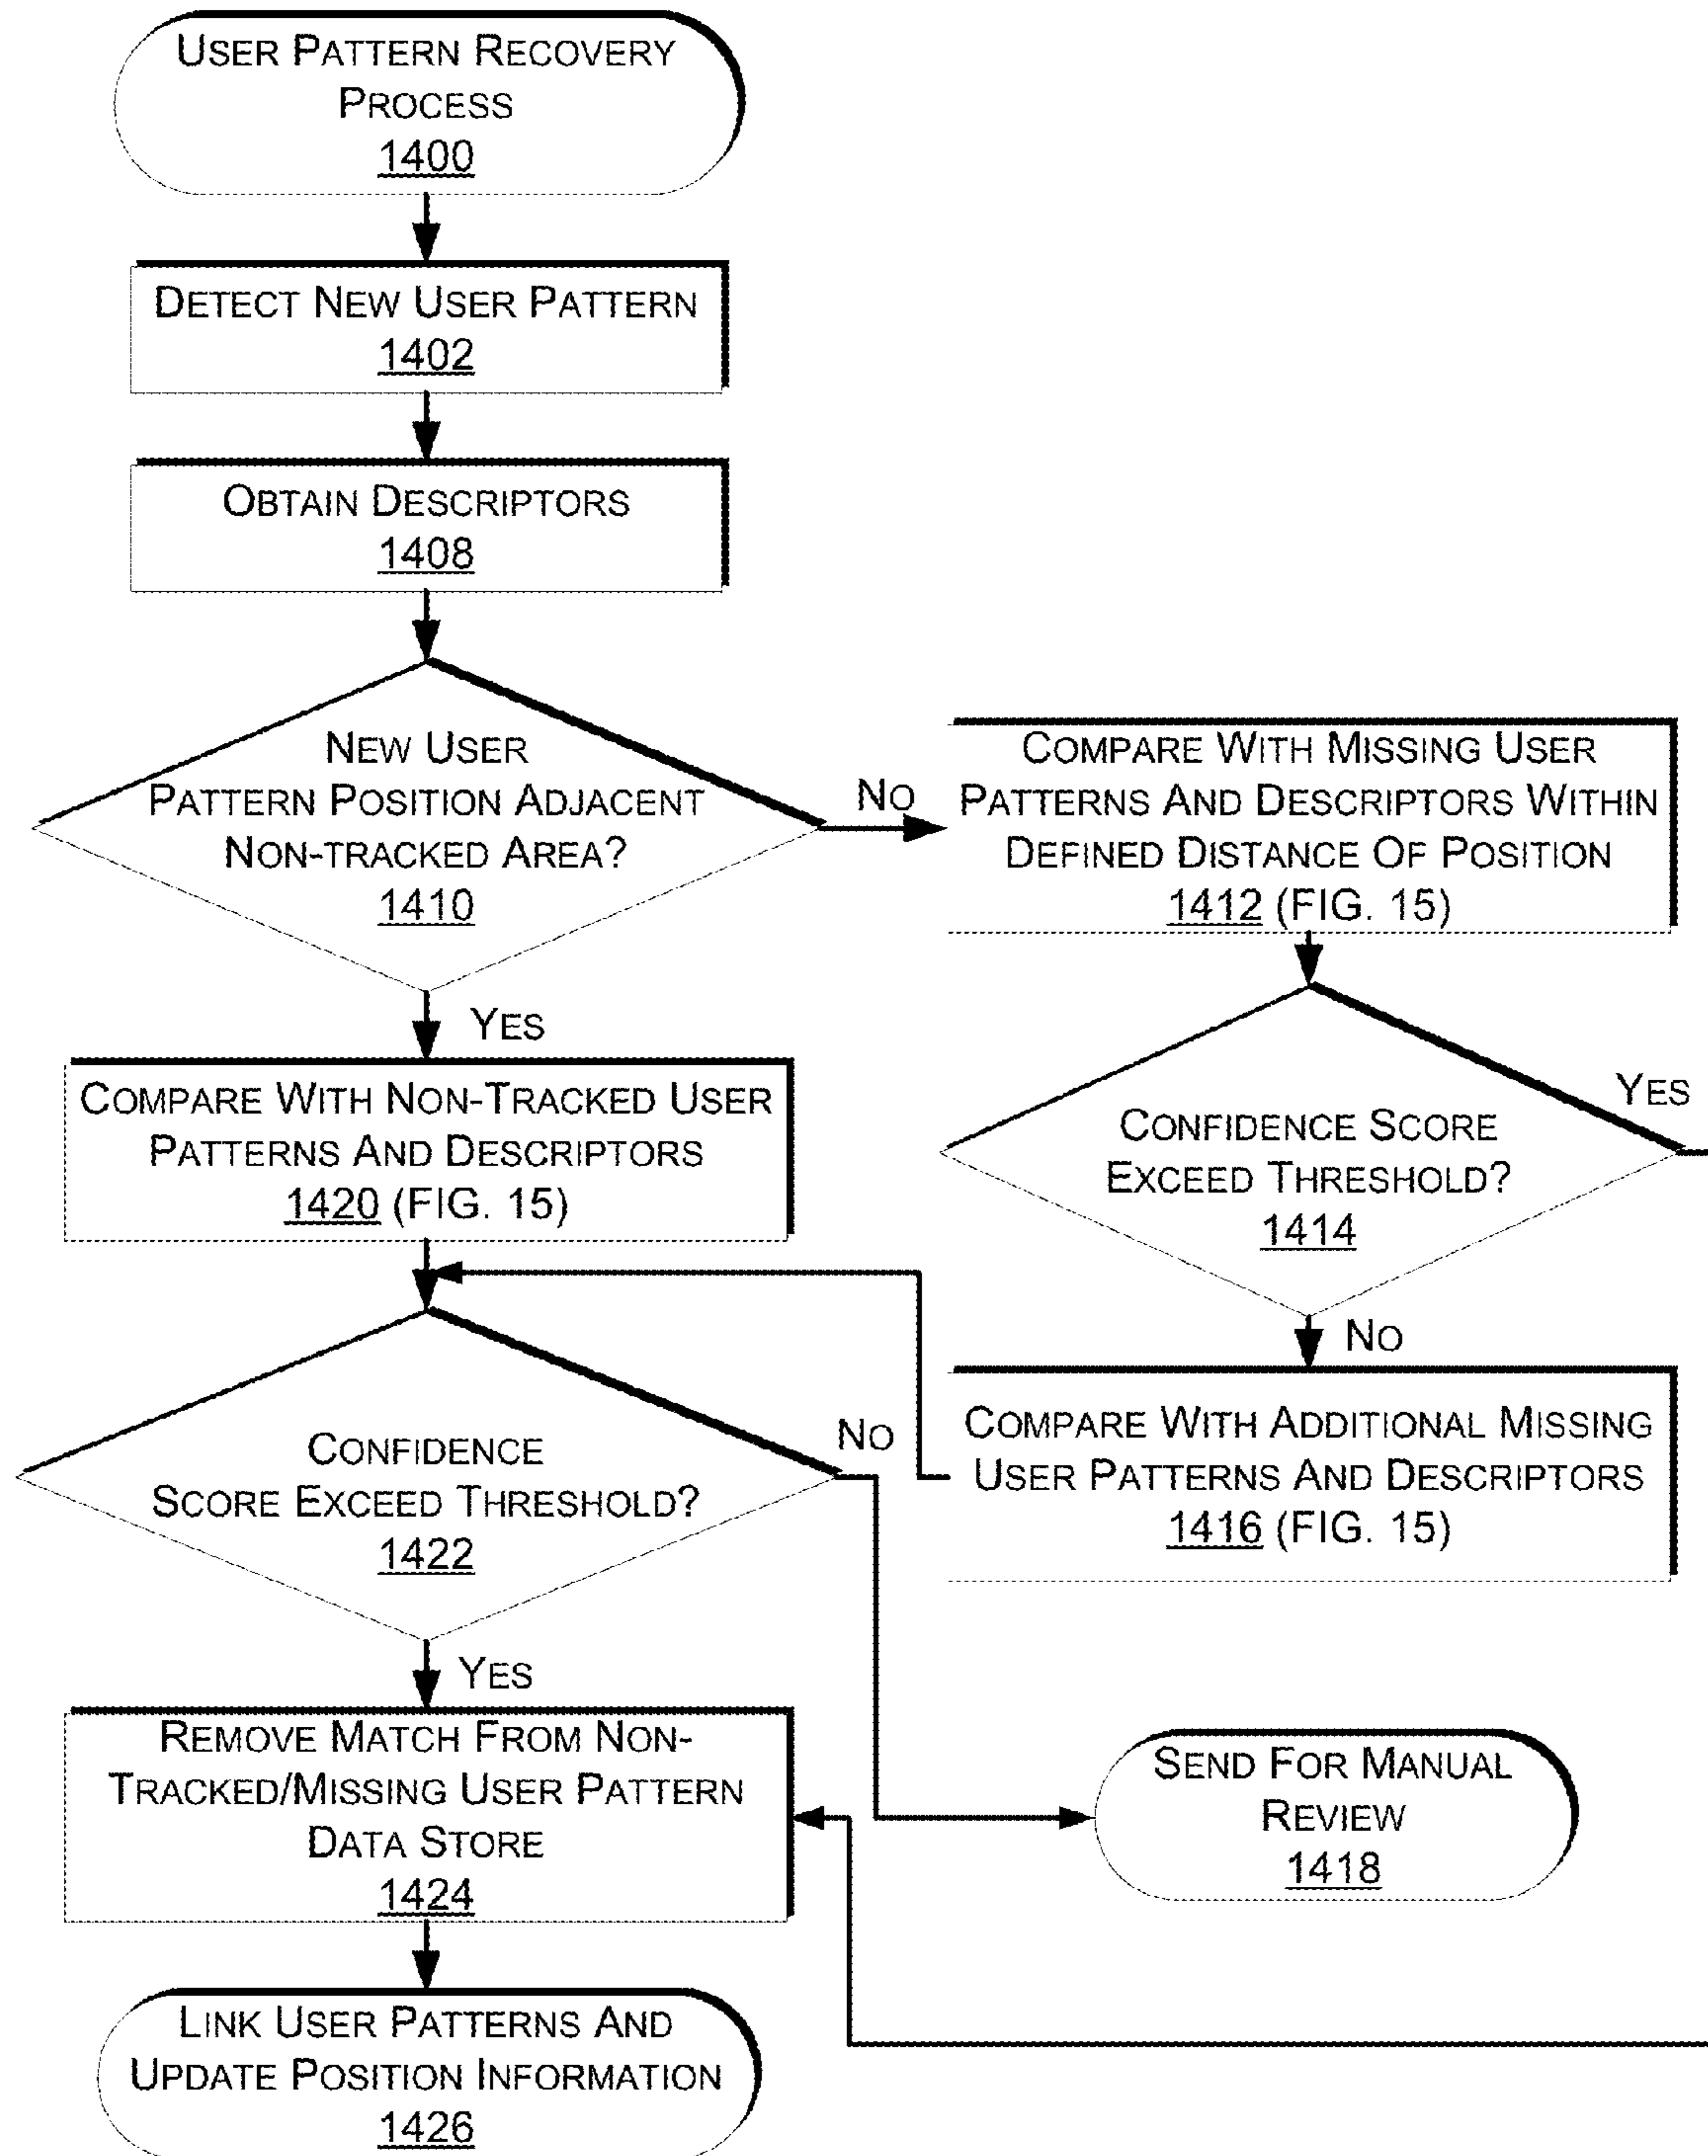 USER PATTERN RECOVERY
PROCESS
1400
DETECT NEW USER PATTERN
1402
OBTAIN DESCRIPTORS
1408
NEW USER
PATTERN POSITION ADJACENT
NON-TRACKED AREA?
1410
NO
COMPARE WITH MISSING USER
PATTERNS AND DESCRIPTORS WITHIN
DEFINED DISTANCE OF POSITION
1412 (FIG. 15)
YES
COMPARE WITH NON-TRACKED USER
PATTERNS AND DESCRIPTORS
1420 (FIG. 15)
CONFIDENCE SCORE
EXCEED THRESHOLD?
1414
YES
NO
COMPARE WITH ADDITIONAL MISSING
USER PATTERNS AND DESCRIPTORS
1416 (FIG. 15)
CONFIDENCE
SCORE EXCEED THRESHOLD?
1422
NO
YES
REMOVE MATCH FROM NON-
TRACKED/MISSING USER PATTERN
DATA STORE
1424
SEND FOR MANUAL
REVIEW
1418
LINK USER PATTERNS AND
UPDATE POSITION INFORMATION
1426